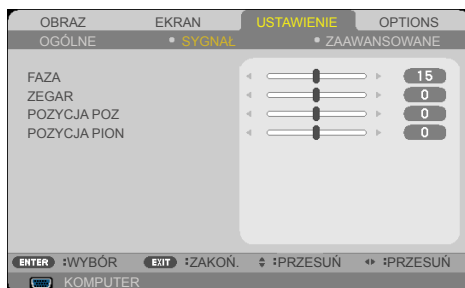 OBRAZ EKRAN USTAWIENIE OPTIONS
OGÓLNE • SYGNAŁ • ZAAWANSOWANE
FAZA 15
ZEGAR 0
POZYCJA POZ 0
POZYCJA PION 0
ENTER :WYBÓR EXIT :ZAKOŃ. :PRZESUŃ :PRZESUŃ
KOMPUTER